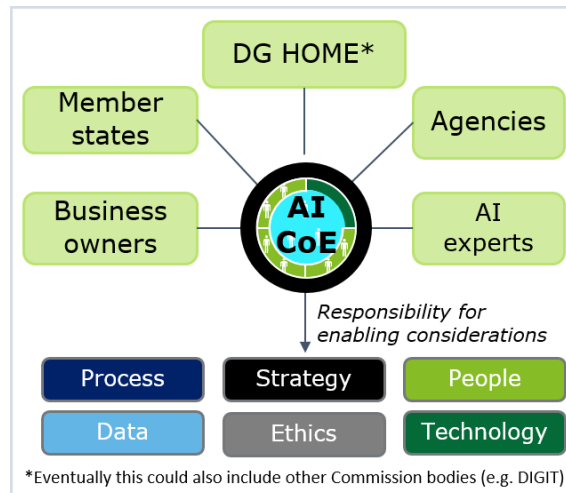 DG HOME*
Member
states
Agencies
Business
owners
AI
CoE
AI
experts
Responsibility for
enabling considerations
Process
Strategy
People
Data
Ethics
Technology
*Eventually this could also include other Commission bodies (e.g. DIGIT)